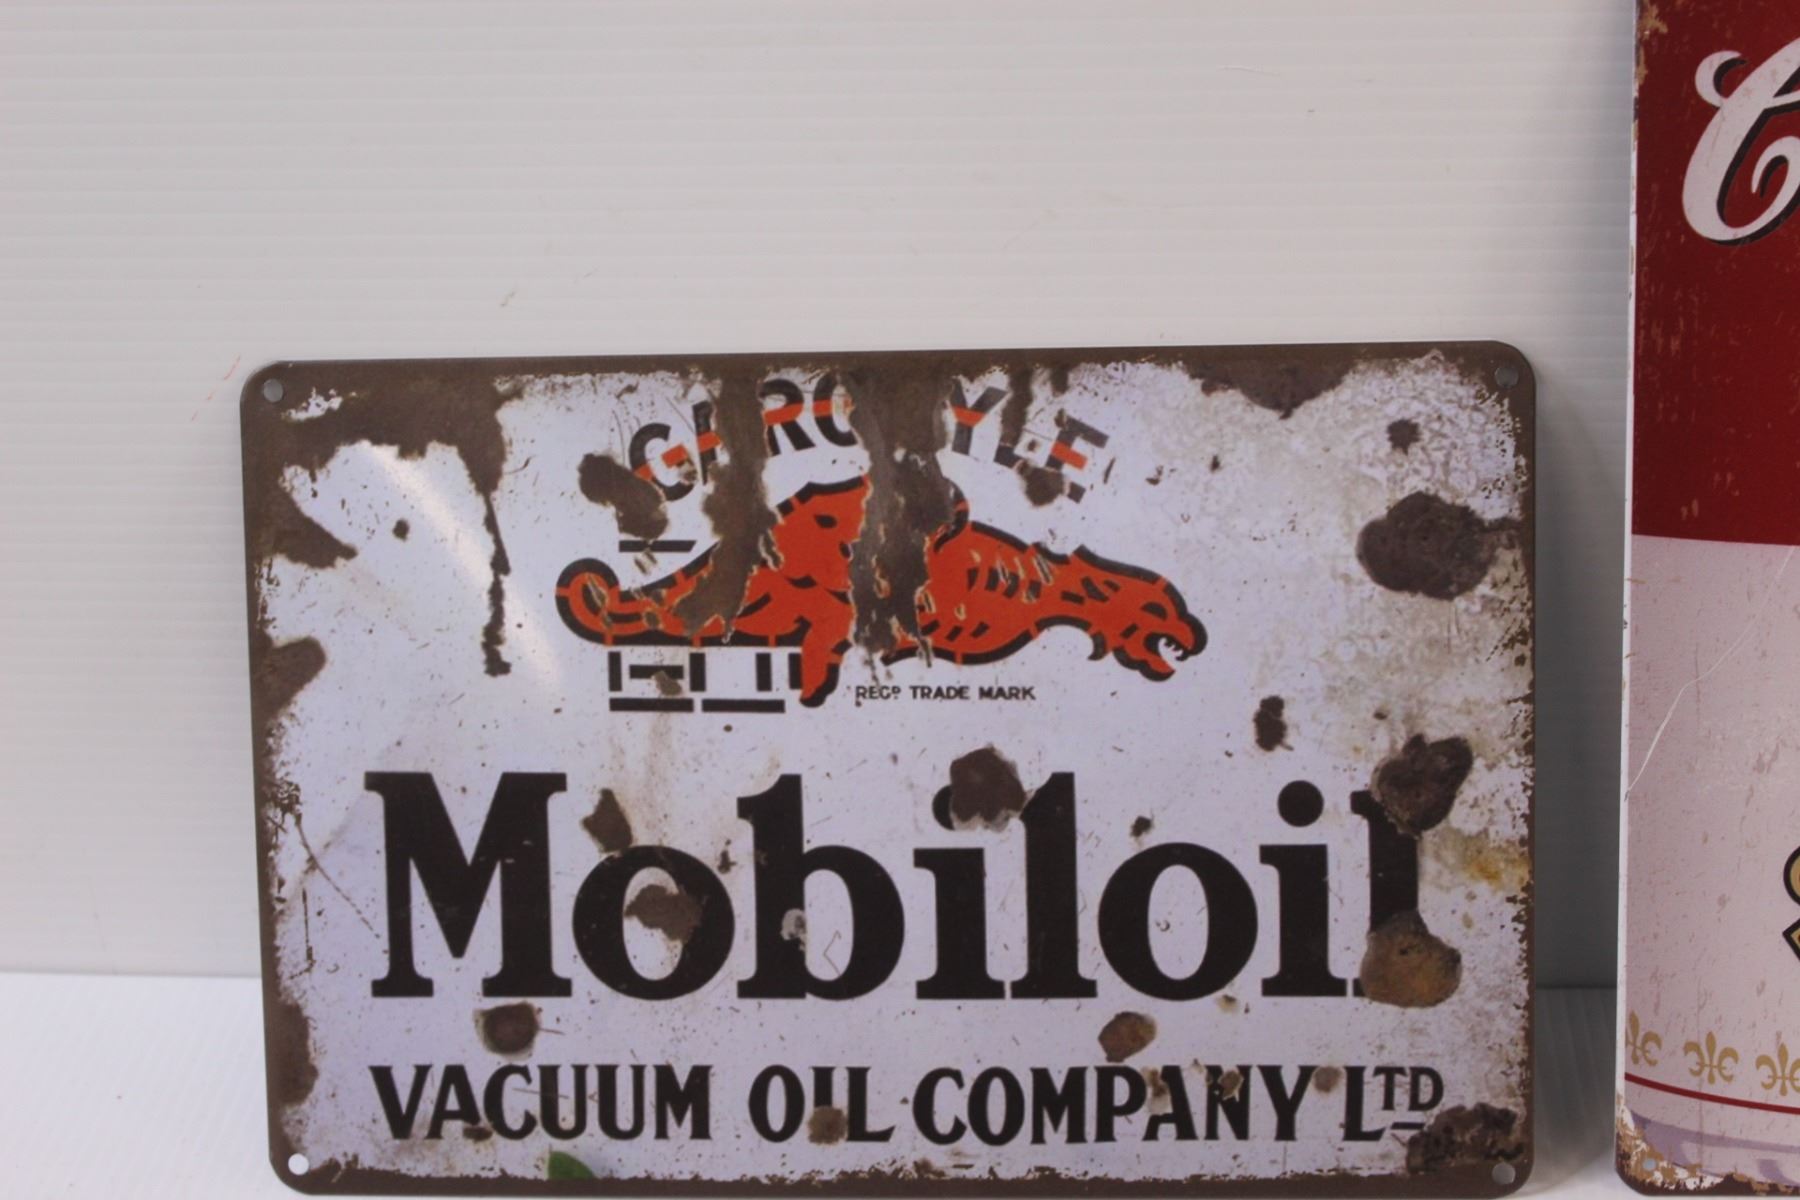 GARGOYLE
REGD TRADE MARK
Mobiloil
VACUUM OIL COMPANY LTD
C